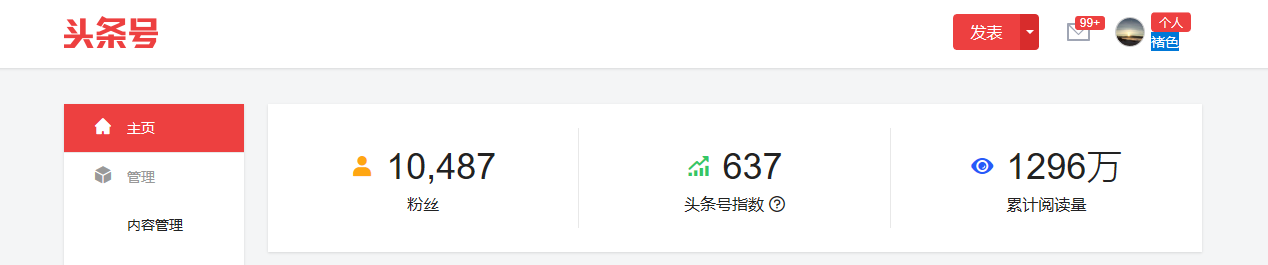 头条号
发表
99+
个人
褚色
主页
管理
内容管理
10,487
粉丝
637
头条号指数
1296万
累计阅读量